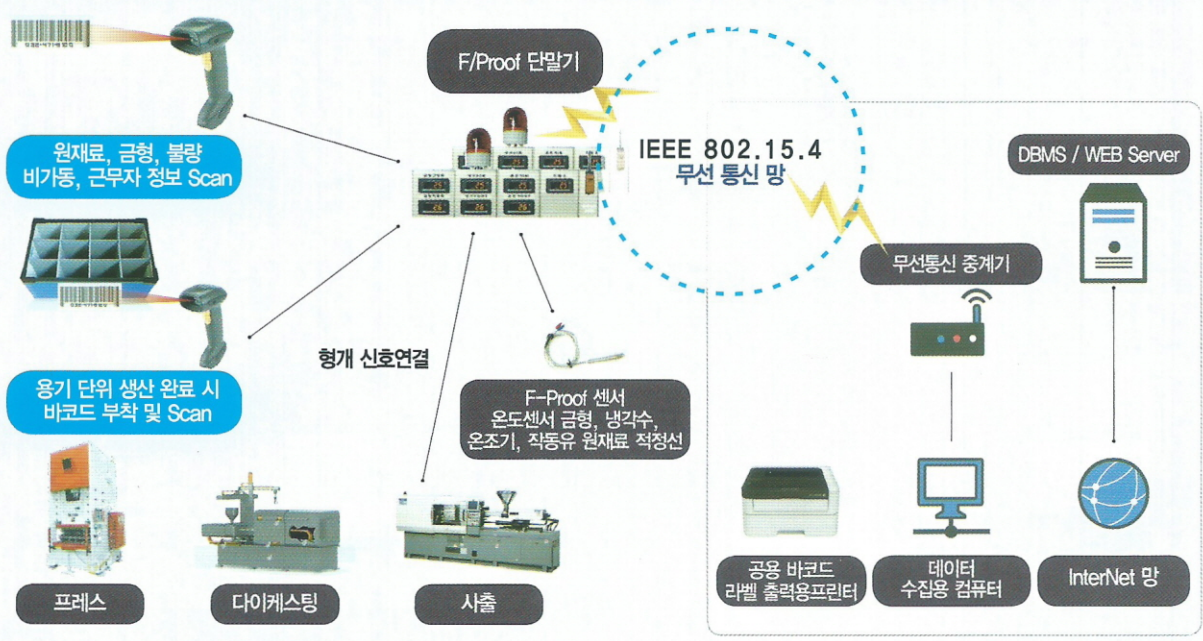 F/Proof 단말기
IEEE 802.15.4
무선 통신 망
DBMS / WEB Server
원재료, 금형, 불량
비가동, 근무자 정보 Scan
무선통신 중계기
형개 신호연결
용기 단위 생산 완료 시
바코드 부착 및 Scan
F-Proof 센서
온도센서 금형, 냉각수,
온조기, 작동유 원재료 적정선
프레스
다이케스팅
사출
공용 바코드
라벨 출력용프린터
데이터
수집용 컴퓨터
InterNet 망